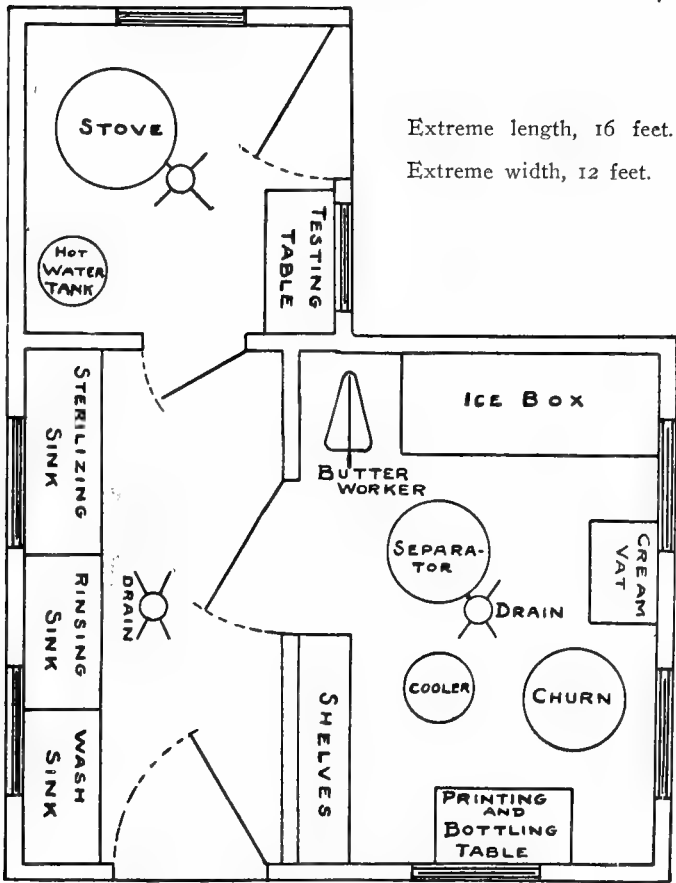 STOVE
Extreme length, 16 feet.
Extreme width, 12 feet.
HOT
WATER
TANK
TESTING
TABLE
STERILIZING
SINK
ICE BOX
BUTTER
WORKER
SEPARA-
TOR
CREAM
VAT
RINSING
SINK
DRAIN
DRAIN
COOLER
CHURN
SHELVES
WASH
SINK
PRINTING
AND
BOTTLING
TABLE